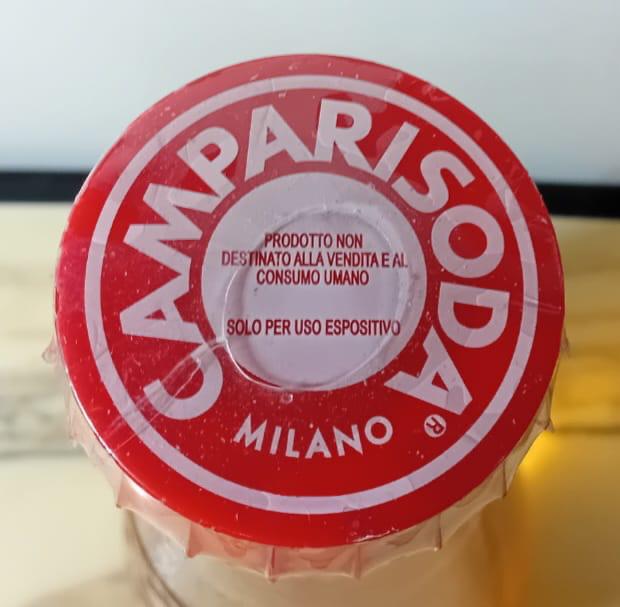 CAMPARISODA
PRODOTTO NON
DESTINATO ALLA VENDITA E AL
CONSUMO UMANO
SOLO PER USO ESPOSITIVO
MILANO ®